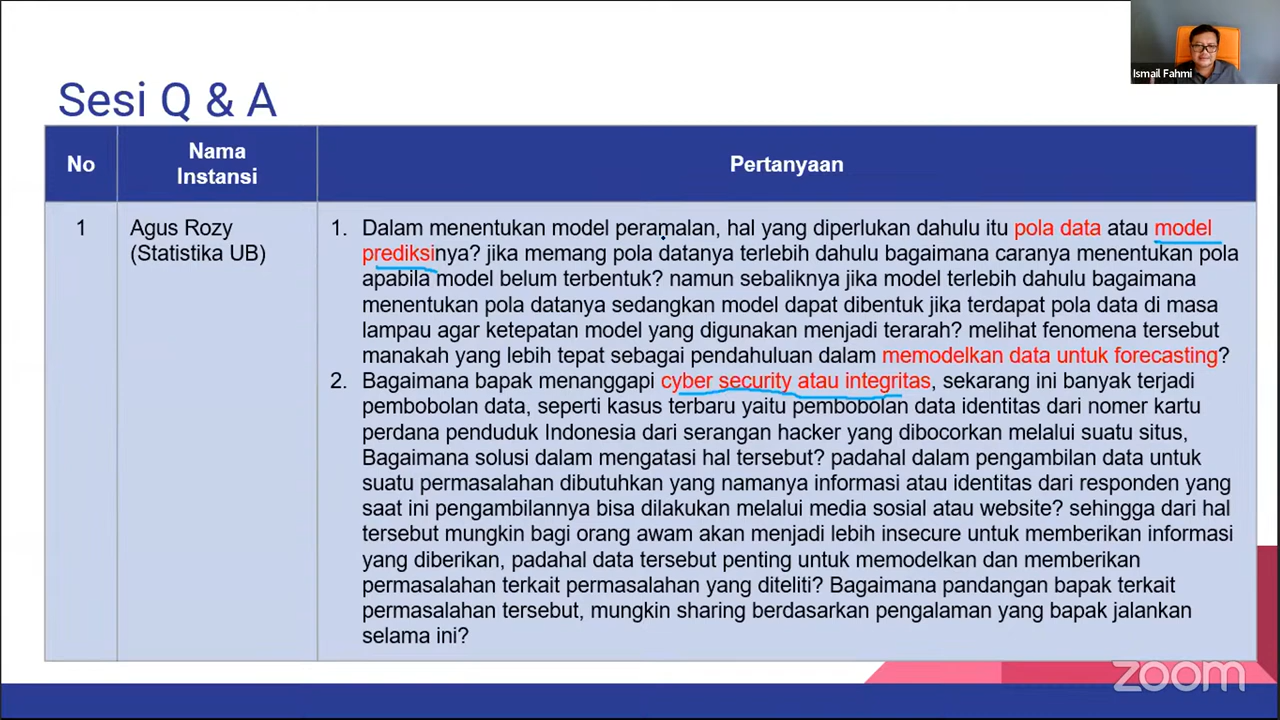 Ismail Fahmi
Sesi Q & A
No
Nama
Instansi
Pertanyaan
1
Agus Rozy
(Statistika UB)
1. Dalam menentukan model peramalan, hal yang diperlukan dahulu itu pola data atau model
prediksinya? jika memang pola datanya terlebih dahulu bagaimana caranya menentukan pola
apabila model belum terbentuk? namun sebaliknya jika model terlebih dahulu bagaimana
menentukan pola datanya sedangkan model dapat dibentuk jika terdapat pola data di masa
lampau agar ketepatan model yang digunakan menjadi terarah? melihat fenomena tersebut
manakah yang lebih tepat sebagai pendahuluan dalam memodelkan data untuk forecasting?
2. Bagaimana bapak menanggapi cyber security atau integritas, sekarang ini banyak terjadi
pembobolan data, seperti kasus terbaru yaitu pembobolan data identitas dari nomer kartu
perdana penduduk Indonesia dari serangan hacker yang dibocorkan melalui suatu situs,
Bagaimana solusi dalam mengatasi hal tersebut? padahal dalam pengambilan data untuk
suatu permasalahan dibutuhkan yang namanya informasi atau identitas dari responden yang
saat ini pengambilannya bisa dilakukan melalui media sosial atau website? sehingga dari hal
tersebut mungkin bagi orang awam akan menjadi lebih insecure untuk memberikan informasi
yang diberikan, padahal data tersebut penting untuk memodelkan dan memberikan
permasalahan terkait permasalahan yang diteliti? Bagaimana pandangan bapak terkait
permasalahan tersebut, mungkin sharing berdasarkan pengalaman yang bapak jalankan
selama ini?
zoom